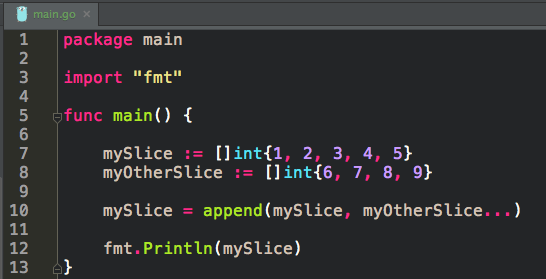 main.go
1 package main
2
3 import "fmt"
4
5 func main() {
6
7     mySlice := []int{1, 2, 3, 4, 5}
8     myOtherSlice := []int{6, 7, 8, 9}
9
10     mySlice = append(mySlice, myOtherSlice...)
11
12     fmt.Println(mySlice)
13 }